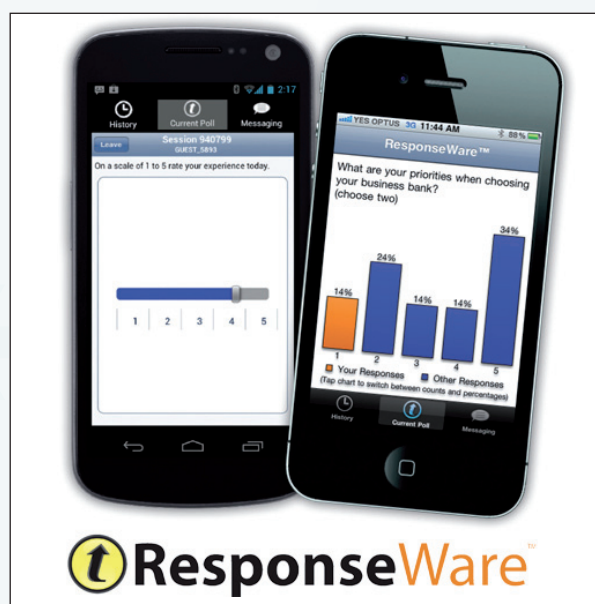 2:17
History
Current Poll
Messaging
Leave
Session 940799
GUEST_5B93
On a scale of 1 to 5 rate your experience today.
1 2 3 4 5
YES OPTUS 3G 11:44 AM 88%
ResponseWare™
What are your priorities when choosing
your business bank?
(choose two)
34%
24%
14%
14%
14%
1 2 3 4 5
Your Responses Other Responses
(Tap chart to switch between counts and percentages)
History
Current Poll
Messaging
t ResponseWare™